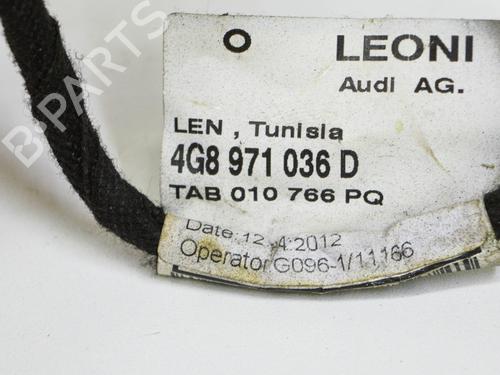 O LEONI
Audi AG.
LEN , Tunisia
4G8 971 036 D
TAB 010 766 PQ
Date 12.4.2012
Operator G096-1/11166
B-PARTS